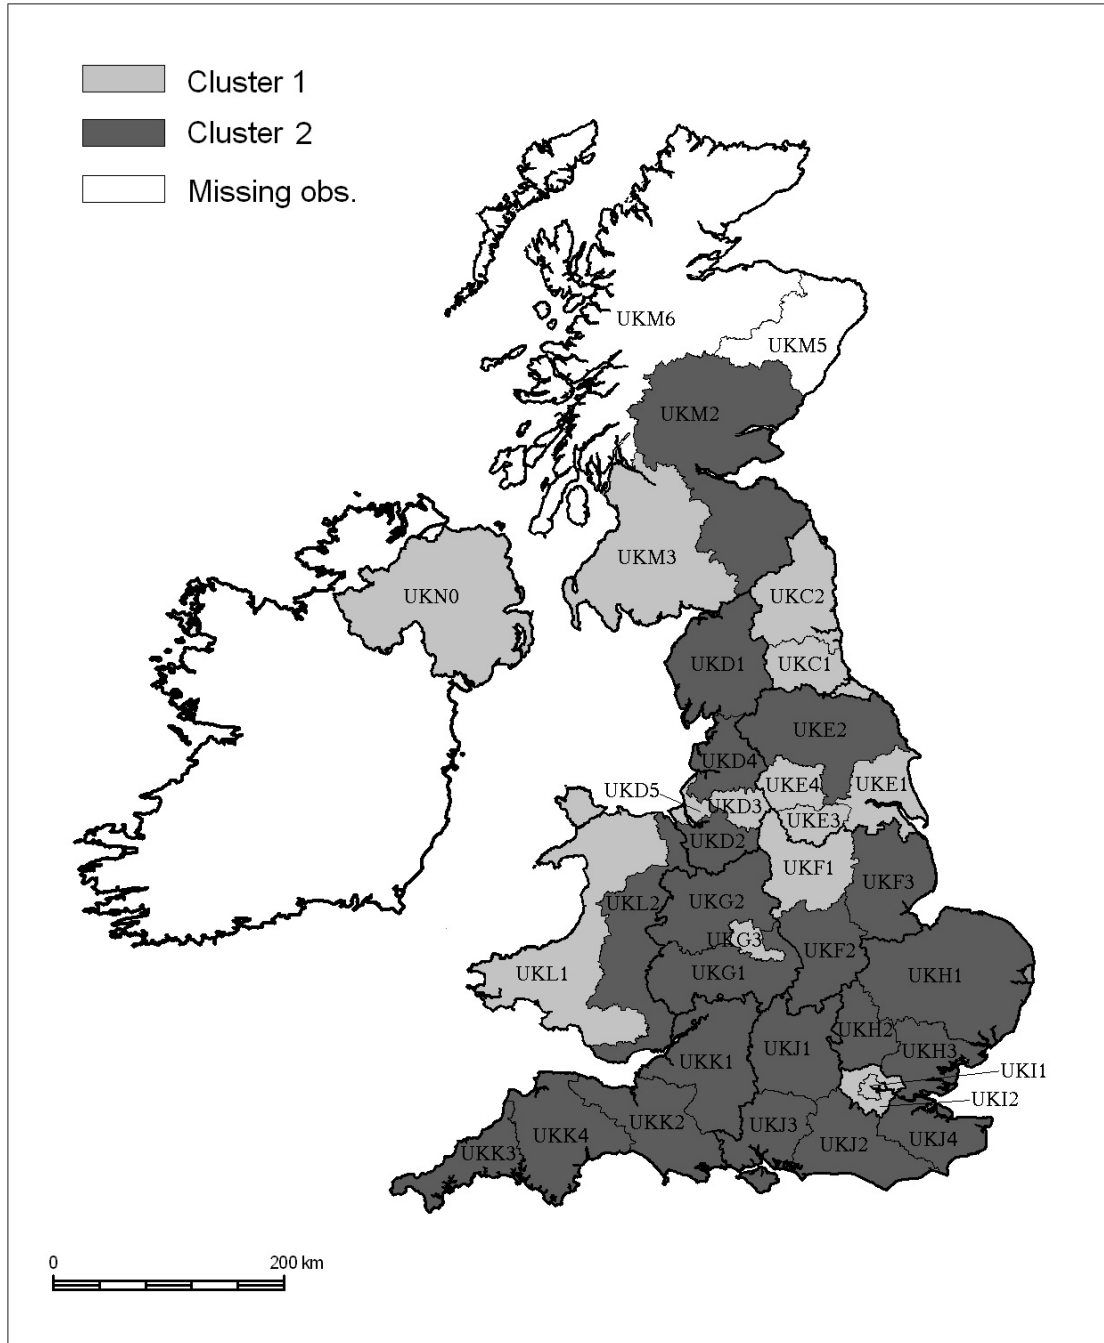 Cluster 1
Cluster 2
Missing obs.
UKM6
UKM5
UKM2
UKM3
UKN0
UKC2
UKC1
UKD1
UKE2
UKD4
UKD5
UKE4
UKE1
UKD3
UKE3
UKD2
UKF1
UKF3
UKL2
UKG2
UKG3
UKF2
UKL1
UKG1
UKH1
UKH2
UKH3
UKK1
UKJ1
UKI1
UKI2
UKK2
UKJ3
UKK4
UKJ2
UKJ4
UKK3
0 200 km